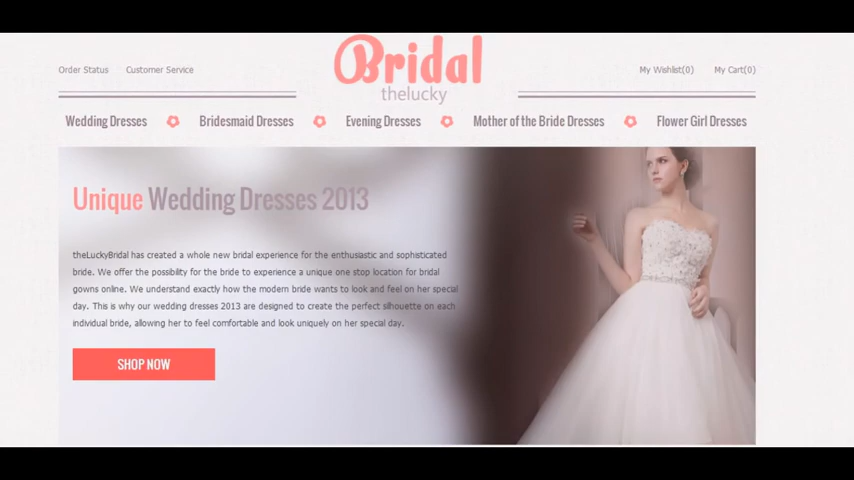 Bridal
thelucky
Order Status Customer Service
My Wishlist(0) My Cart(0)
Wedding Dresses Bridesmaid Dresses Evening Dresses Mother of the Bride Dresses Flower Girl Dresses
Unique Wedding Dresses 2013
theLuckyBridal has created a whole new bridal experience for the enthusiastic and sophisticated
bride. We offer the possibility for the bride to experience a unique one stop location for bridal
gowns online. We understand exactly how the modern bride wants to look and feel on her special
day. This is why our wedding dresses 2013 are designed to create the perfect silhouette on each
individual bride, allowing her to feel comfortable and look uniquely on her special day.
SHOP NOW